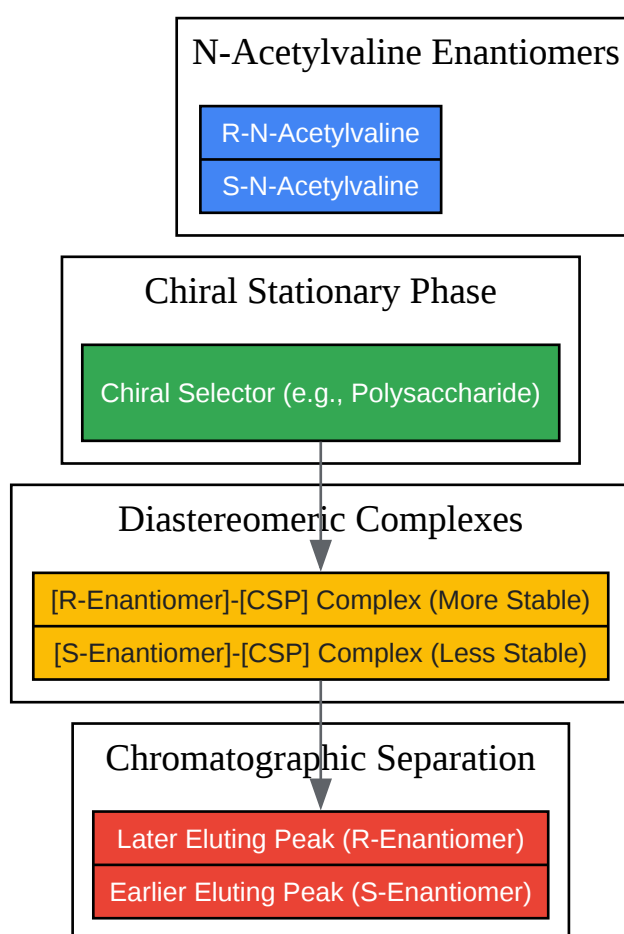 N-Acetylvaline Enantiomers
R-N-Acetylvaline
S-N-Acetylvaline
Chiral Stationary Phase
Chiral Selector (e.g., Polysaccharide)
Diastereomeric Complexes
[R-Enantiomer]-[CSP] Complex (More Stable)
[S-Enantiomer]-[CSP] Complex (Less Stable)
Chromatographic Separation
Later Eluting Peak (R-Enantiomer)
Earlier Eluting Peak (S-Enantiomer)